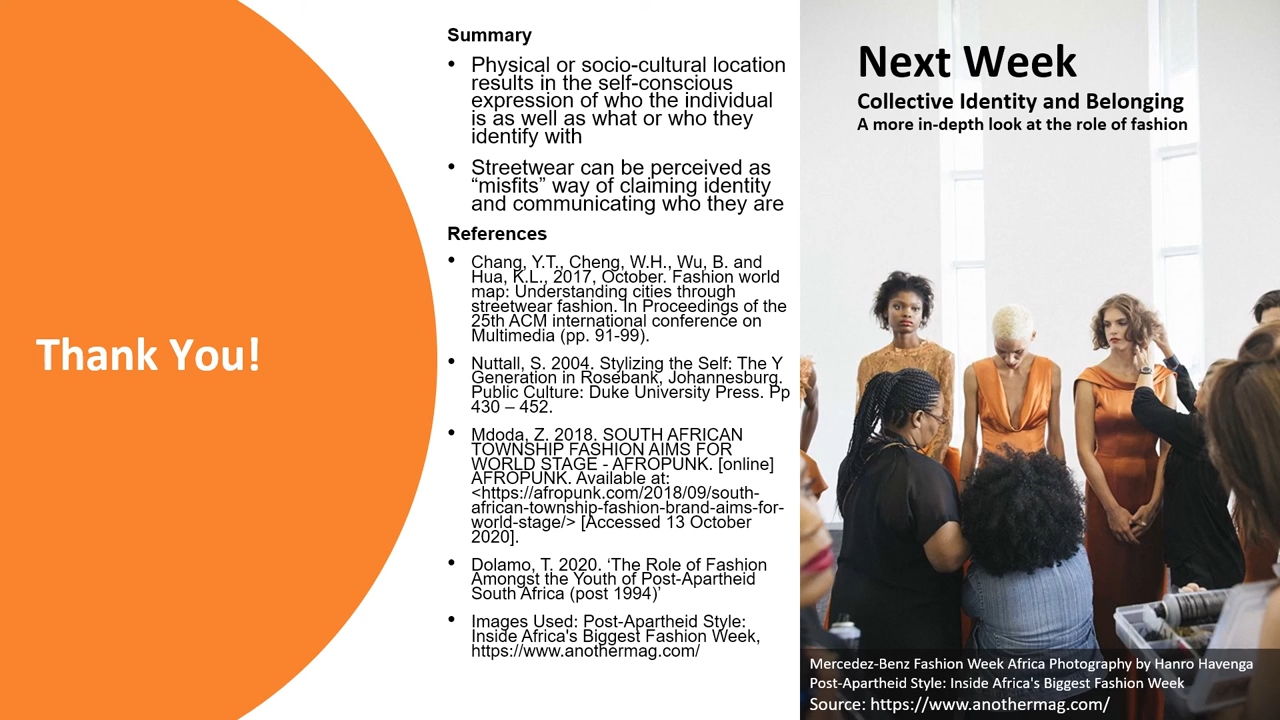 Thank You!
Summary
• Physical or socio-cultural location
results in the self-conscious
expression of who the individual
is as well as what or who they
identify with
• Streetwear can be perceived as
“misfits” way of claiming identity
and communicating who they are
References
• Chang, Y.T., Cheng, W.H., Wu, B. and
Hua, K.L., 2017, October. Fashion world
map: Understanding cities through
streetwear fashion. In Proceedings of the
25th ACM international conference on
Multimedia (pp. 91-99).
• Nuttall, S. 2004. Stylizing the Self: The Y
Generation in Rosebank, Johannesburg.
Public Culture: Duke University Press. Pp
430 – 452.
• Mdoda, Z. 2018. SOUTH AFRICAN
TOWNSHIP FASHION AIMS FOR
WORLD STAGE - AFROPUNK. [online]
AFROPUNK. Available at:
<https://afropunk.com/2018/09/south-
african-township-fashion-brand-aims-for-
world-stage/> [Accessed 13 October
2020].
• Dolamo, T. 2020. ‘The Role of Fashion
Amongst the Youth of Post-Apartheid
South Africa (post 1994)’
• Images Used: Post-Apartheid Style:
Inside Africa's Biggest Fashion Week,
https://www.anothermag.com/
Next Week
Collective Identity and Belonging
A more in-depth look at the role of fashion
Mercedez-Benz Fashion Week Africa Photography by Hanro Havenga
Post-Apartheid Style: Inside Africa's Biggest Fashion Week
Source: https://www.anothermag.com/